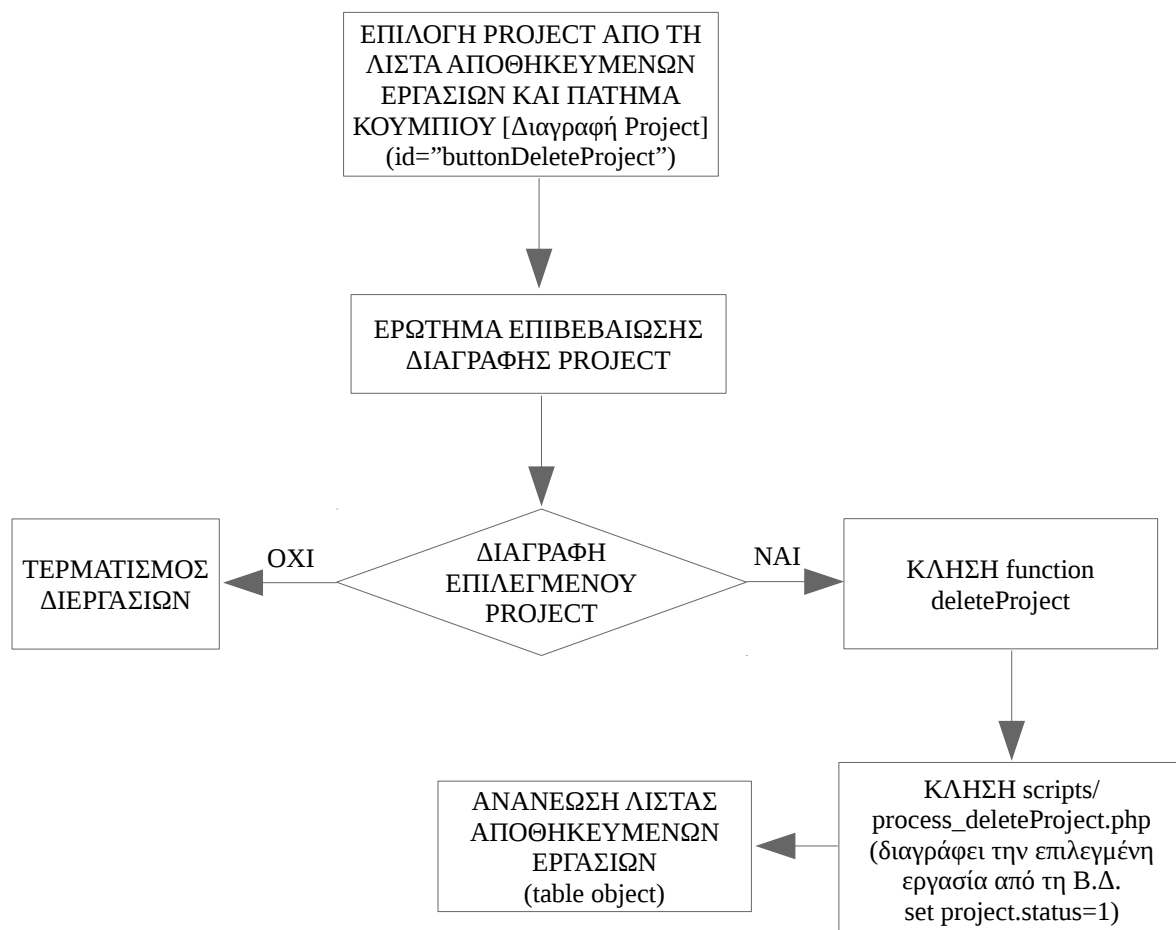 ΕΠΙΛΟΓΗ PROJECT ΑΠΟ ΤΗ
ΛΙΣΤΑ ΑΠΟΘΗΚΕΥΜΕΝΩΝ
ΕΡΓΑΣΙΩΝ ΚΑΙ ΠΑΤΗΜΑ
ΚΟΥΜΠΙΟΥ [Διαγραφή Project]
(id=”buttonDeleteProject”)
ΕΡΩΤΗΜΑ ΕΠΙΒΕΒΑΙΩΣΗΣ
ΔΙΑΓΡΑΦΗΣ PROJECT
ΔΙΑΓΡΑΦΗ
ΕΠΙΛΕΓΜΕΝΟΥ
PROJECT
ΟΧΙ
ΤΕΡΜΑΤΙΣΜΟΣ
ΔΙΕΡΓΑΣΙΩΝ
ΝΑΙ
ΚΛΗΣΗ function
deleteProject
ΚΛΗΣΗ scripts/
process_deleteProject.php
(διαγράφει την επιλεγμένη
εργασία από τη Β.Δ.
set project.status=1)
ΑΝΑΝΕΩΣΗ ΛΙΣΤΑΣ
ΑΠΟΘΗΚΕΥΜΕΝΩΝ
ΕΡΓΑΣΙΩΝ
(table object)